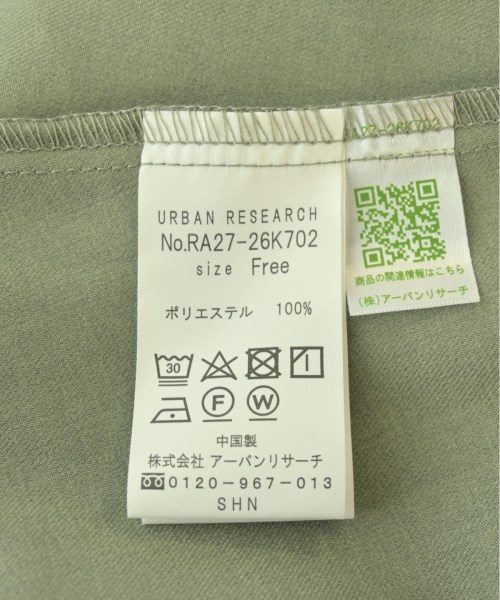 URBAN RESEARCH
No.RA27-26K702
size Free
ポリエステル 100%
30
F W
中国製
株式会社 アーバンリサーチ
0120-967-013
SHN
RA27-26K702
商品の関連情報はこちら
(株)アーバンリサーチ